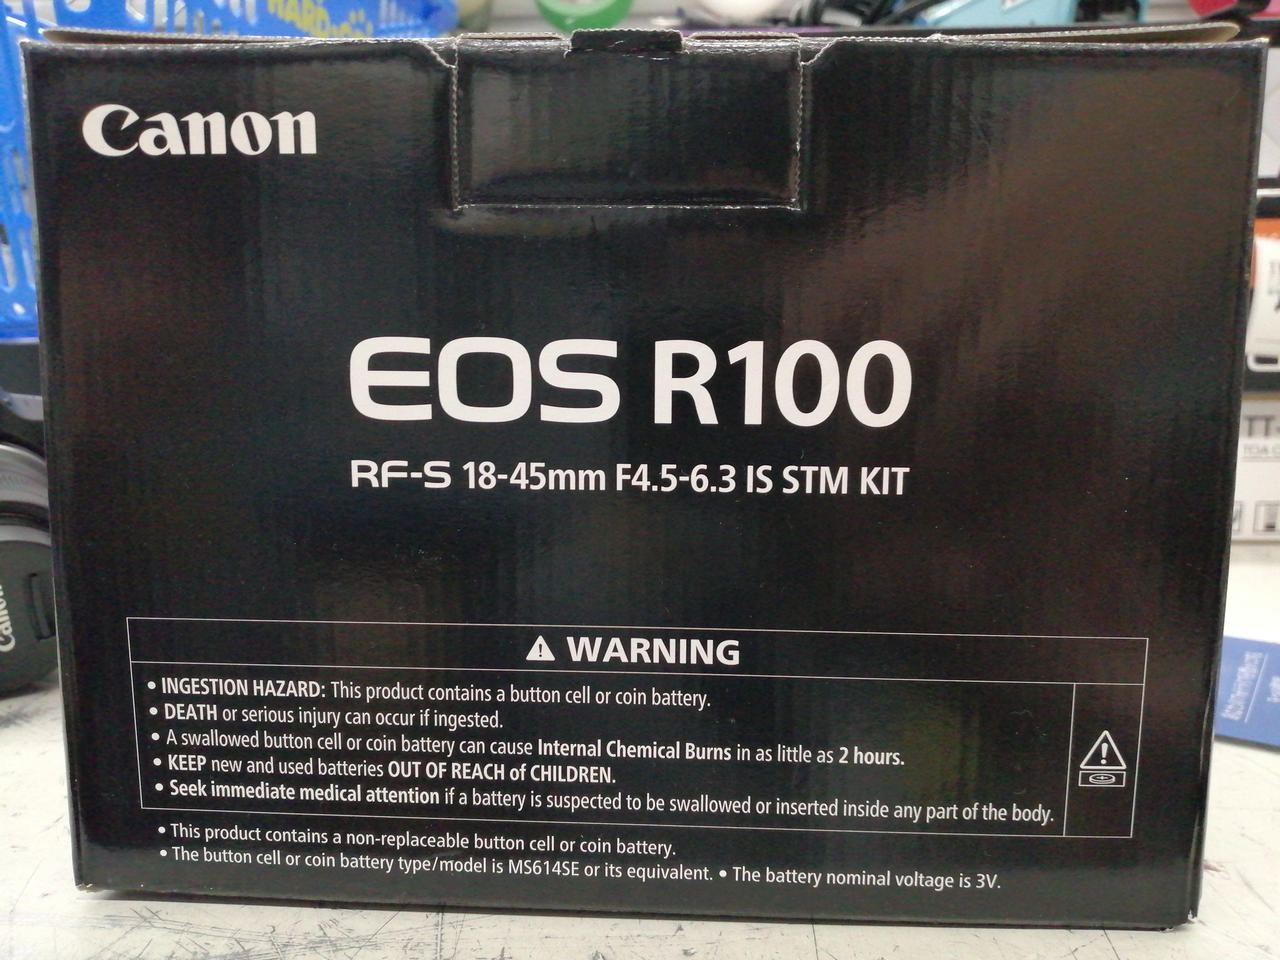 HARD
Canon
EOS R100
RF-S 18-45mm F4.5-6.3 IS STM KIT
⚠ WARNING
• INGESTION HAZARD: This product contains a button cell or coin battery.
• DEATH or serious injury can occur if ingested.
• A swallowed button cell or coin battery can cause Internal Chemical Burns in as little as 2 hours.
• KEEP new and used batteries OUT OF REACH of CHILDREN.
• Seek immediate medical attention if a battery is suspected to be swallowed or inserted inside any part of the body.
• This product contains a non-replaceable button cell or coin battery.
• The button cell or coin battery type/model is MS614SE or its equivalent. • The battery nominal voltage is 3V.
Canon